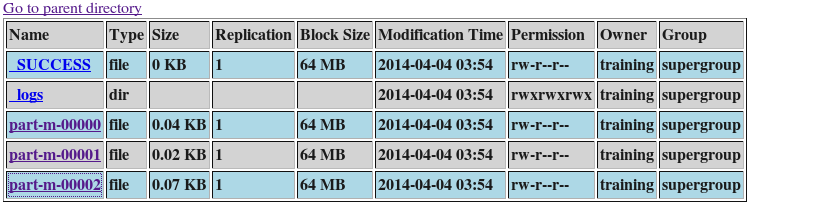 Go to parent directory
Name Type Size Replication Block Size Modification Time Permission Owner Group
_SUCCESS file 0 KB 1 64 MB 2014-04-04 03:54 rw-r--r-- training supergroup
_logs dir 2014-04-04 03:54 rwxrwxrwx training supergroup
part-m-00000 file 0.04 KB 1 64 MB 2014-04-04 03:54 rw-r--r-- training supergroup
part-m-00001 file 0.02 KB 1 64 MB 2014-04-04 03:54 rw-r--r-- training supergroup
part-m-00002 file 0.07 KB 1 64 MB 2014-04-04 03:54 rw-r--r-- training supergroup